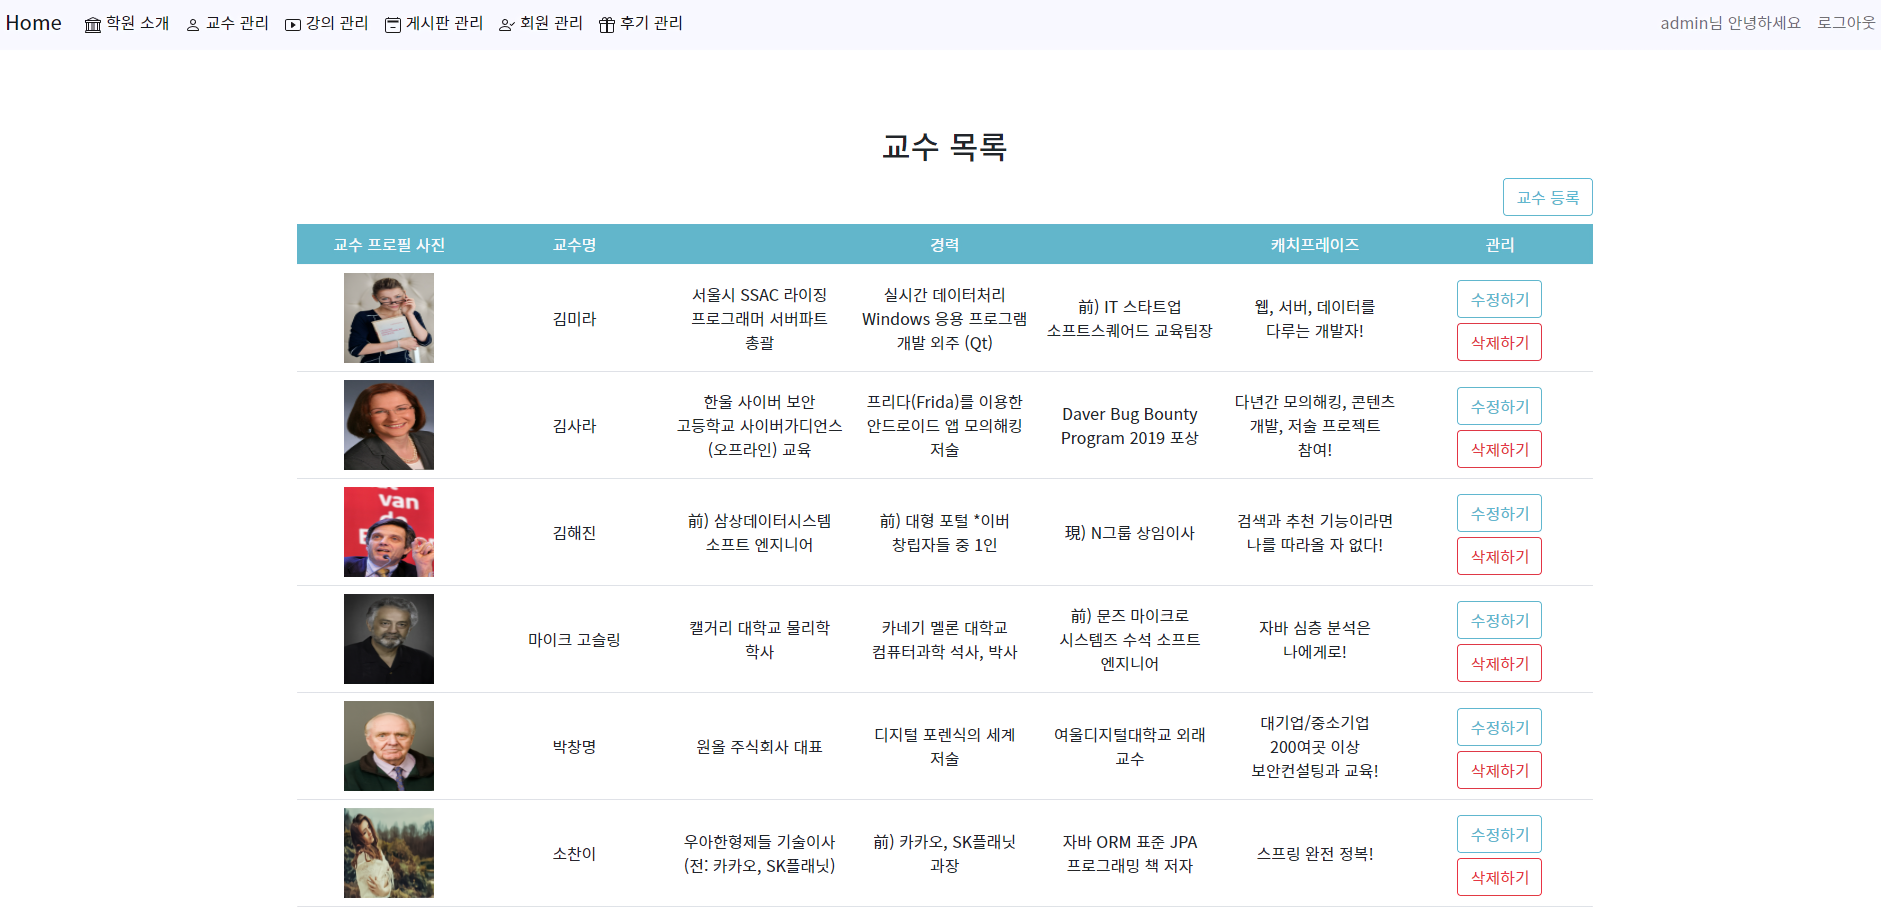 Home 학원 소개 교수 관리 강의 관리 게시판 관리 회원 관리 후기 관리 admin님 안녕하세요 로그아웃
교수 목록
교수 등록
교수 프로필 사진 교수명 경력 캐치프레이즈 관리
김미라
서울시 SSAC 라이징
프로그래머 서버파트
총괄
실시간 데이터처리
Windows 응용 프로그램
개발 외주 (Qt)
前) IT 스타트업
소프트스퀘어드 교육팀장
웹, 서버, 데이터를
다루는 개발자!
수정하기
삭제하기
김사라
한울 사이버 보안
고등학교 사이버가디언스
(오프라인) 교육
프리다(Frida)를 이용한
안드로이드 앱 모의해킹
저술
Daver Bug Bounty
Program 2019 포상
다년간 모의해킹, 콘텐츠
개발, 저술 프로젝트
참여!
수정하기
삭제하기
van
de
김해진
前) 삼상데이터시스템
소프트 엔지니어
前) 대형 포털 *이버
창립자들 중 1인
現) N그룹 상임이사
검색과 추천 기능이라면
나를 따라올 자 없다!
수정하기
삭제하기
마이크 고슬링
캘거리 대학교 물리학
학사
카네기 멜론 대학교
컴퓨터과학 석사, 박사
前) 문즈 마이크로
시스템즈 수석 소프트
엔지니어
자바 심층 분석은
나에게로!
수정하기
삭제하기
박창명
원올 주식회사 대표
디지털 포렌식의 세계
저술
여울디지털대학교 외래
교수
대기업/중소기업
200여곳 이상
보안컨설팅과 교육!
수정하기
삭제하기
소찬이
우아한형제들 기술이사
(전: 카카오, SK플래닛)
前) 카카오, SK플래닛
과장
자바 ORM 표준 JPA
프로그래밍 책 저자
스프링 완전 정복!
수정하기
삭제하기